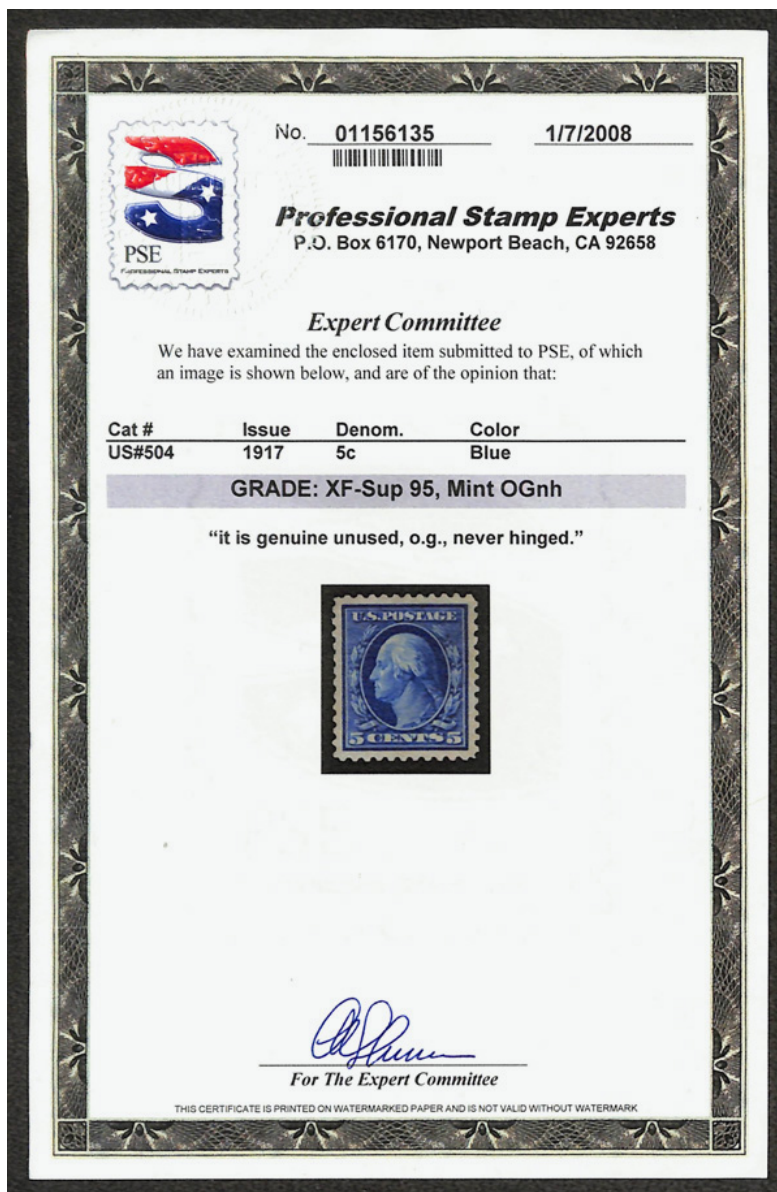 No. 01156135 1/7/2008
PSE
PROFESSIONAL STAMP EXPERTS
Professional Stamp Experts
P.O. Box 6170, Newport Beach, CA 92658
Expert Committee
We have examined the enclosed item submitted to PSE, of which
an image is shown below, and are of the opinion that:
Cat # Issue Denom. Color
US#504 1917 5c Blue
GRADE: XF-Sup 95, Mint OGnh
“it is genuine unused, o.g., never hinged.”
U.S. POSTAGE
5 CENTS 5
For The Expert Committee
THIS CERTIFICATE IS PRINTED ON WATERMARKED PAPER AND IS NOT VALID WITHOUT WATERMARK